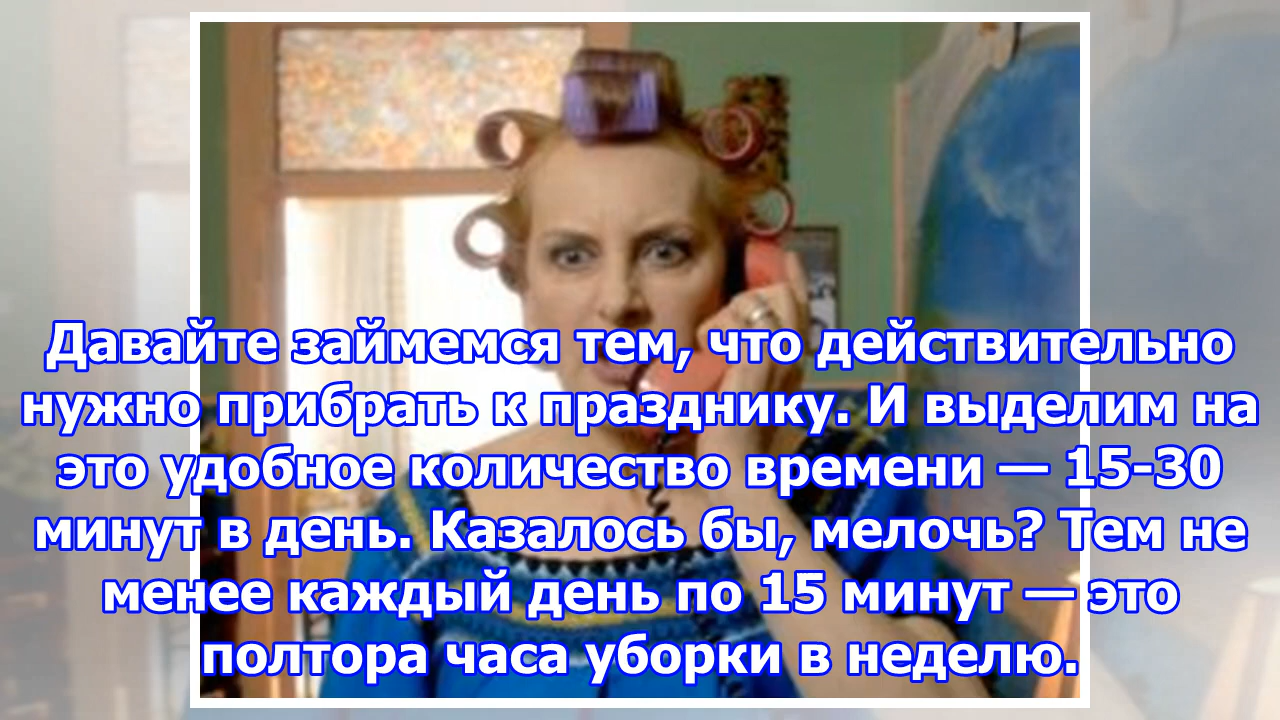 Давайте займемся тем, что действительно
нужно прибрать к празднику. И выделим на
это удобное количество времени — 15-30
минут в день. Казалось бы, мелочь? Тем не
менее каждый день по 15 минут — это
полтора часа уборки в неделю.